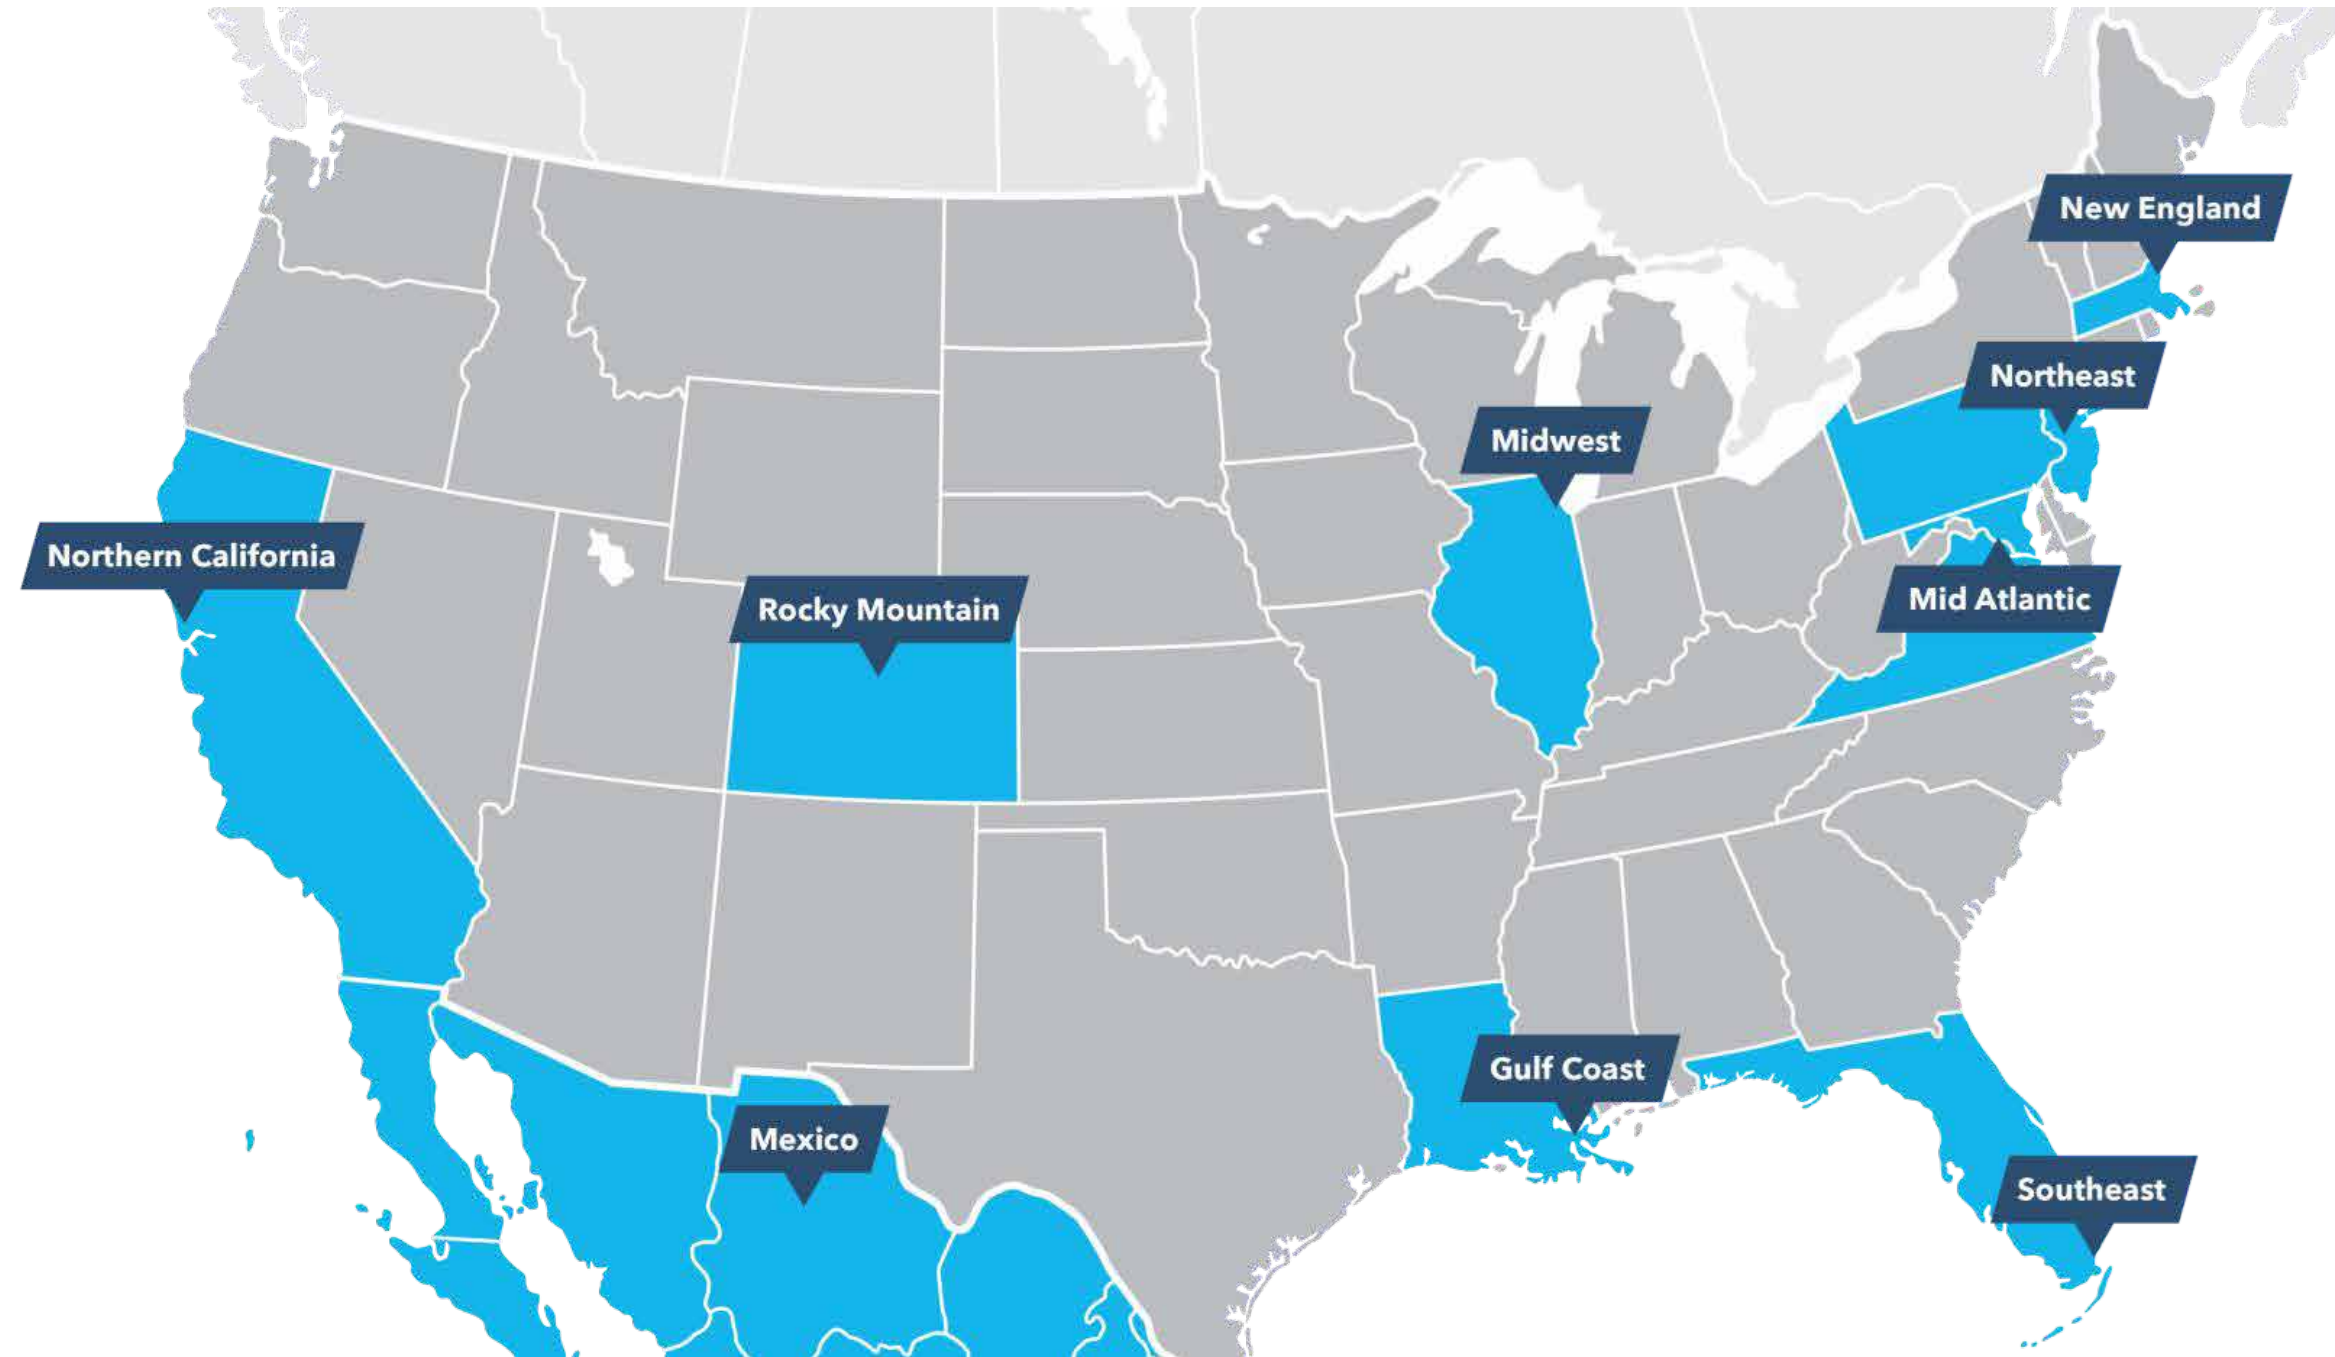 New England
Northeast
Midwest
Northern California
Rocky Mountain
Mid Atlantic
Gulf Coast
Mexico
Southeast